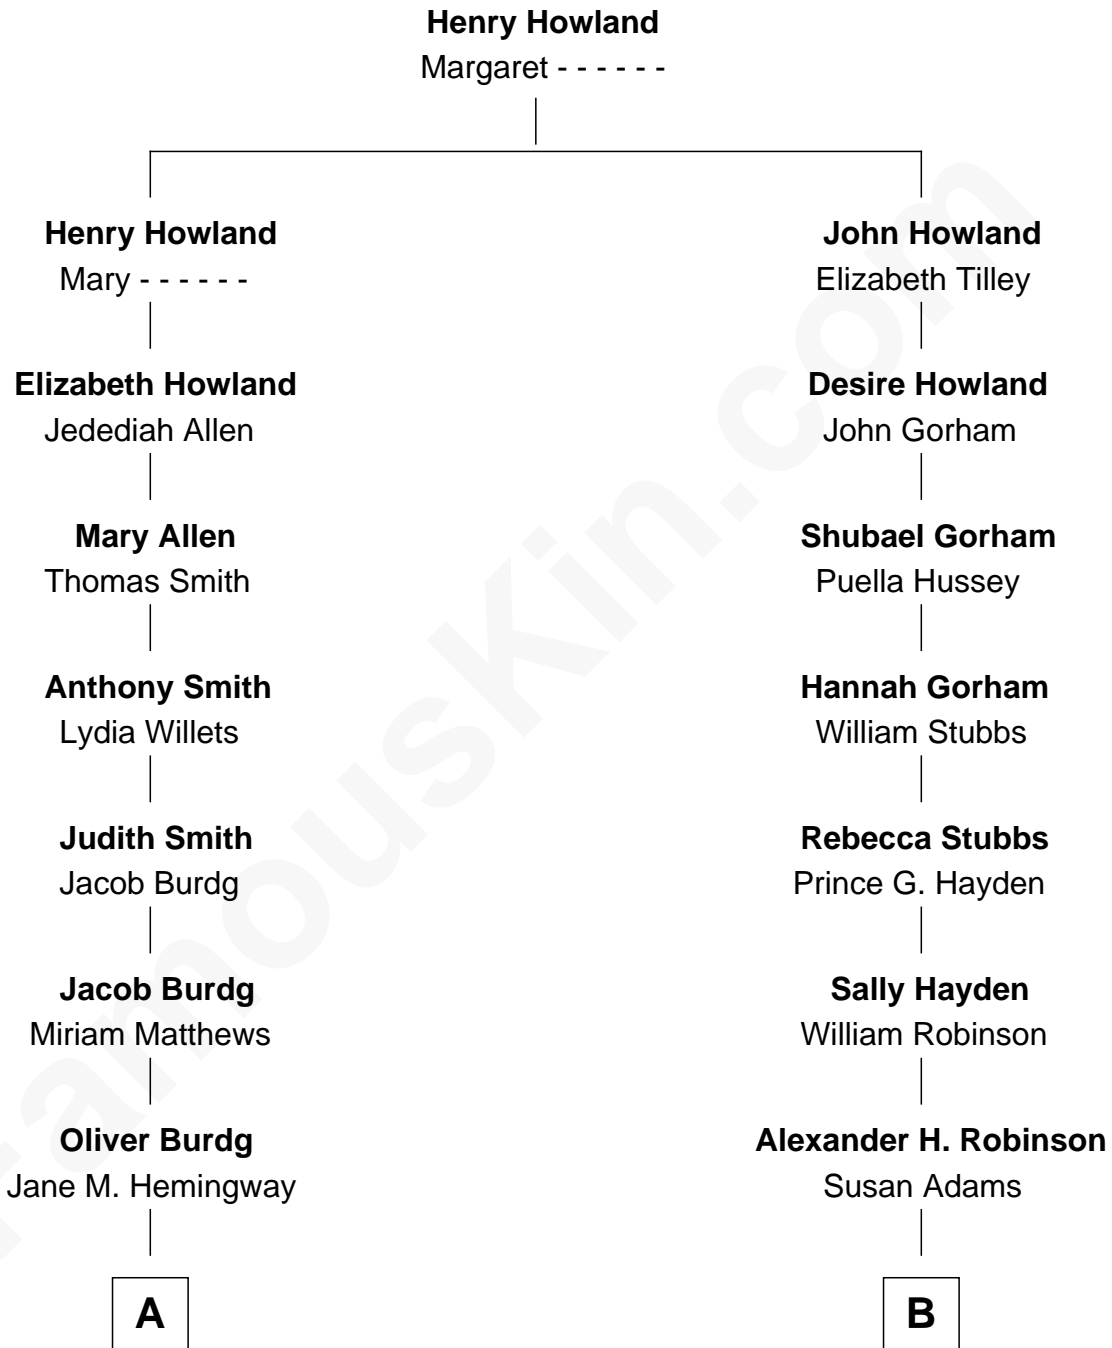 Henry Howland
Margaret - - - - - -
Henry Howland
Mary - - - - - -
John Howland
Elizabeth Tilley
Elizabeth Howland
Jedediah Allen
Desire Howland
John Gorham
Mary Allen
Thomas Smith
Shubael Gorham
Puella Hussey
Anthony Smith
Lydia Willets
Hannah Gorham
William Stubbs
Judith Smith
Jacob Burdg
Rebecca Stubbs
Prince G. Hayden
Jacob Burdg
Miriam Matthews
Sally Hayden
William Robinson
Oliver Burdg
Jane M. Hemingway
Alexander H. Robinson
Susan Adams
A
B
FamousKin.com